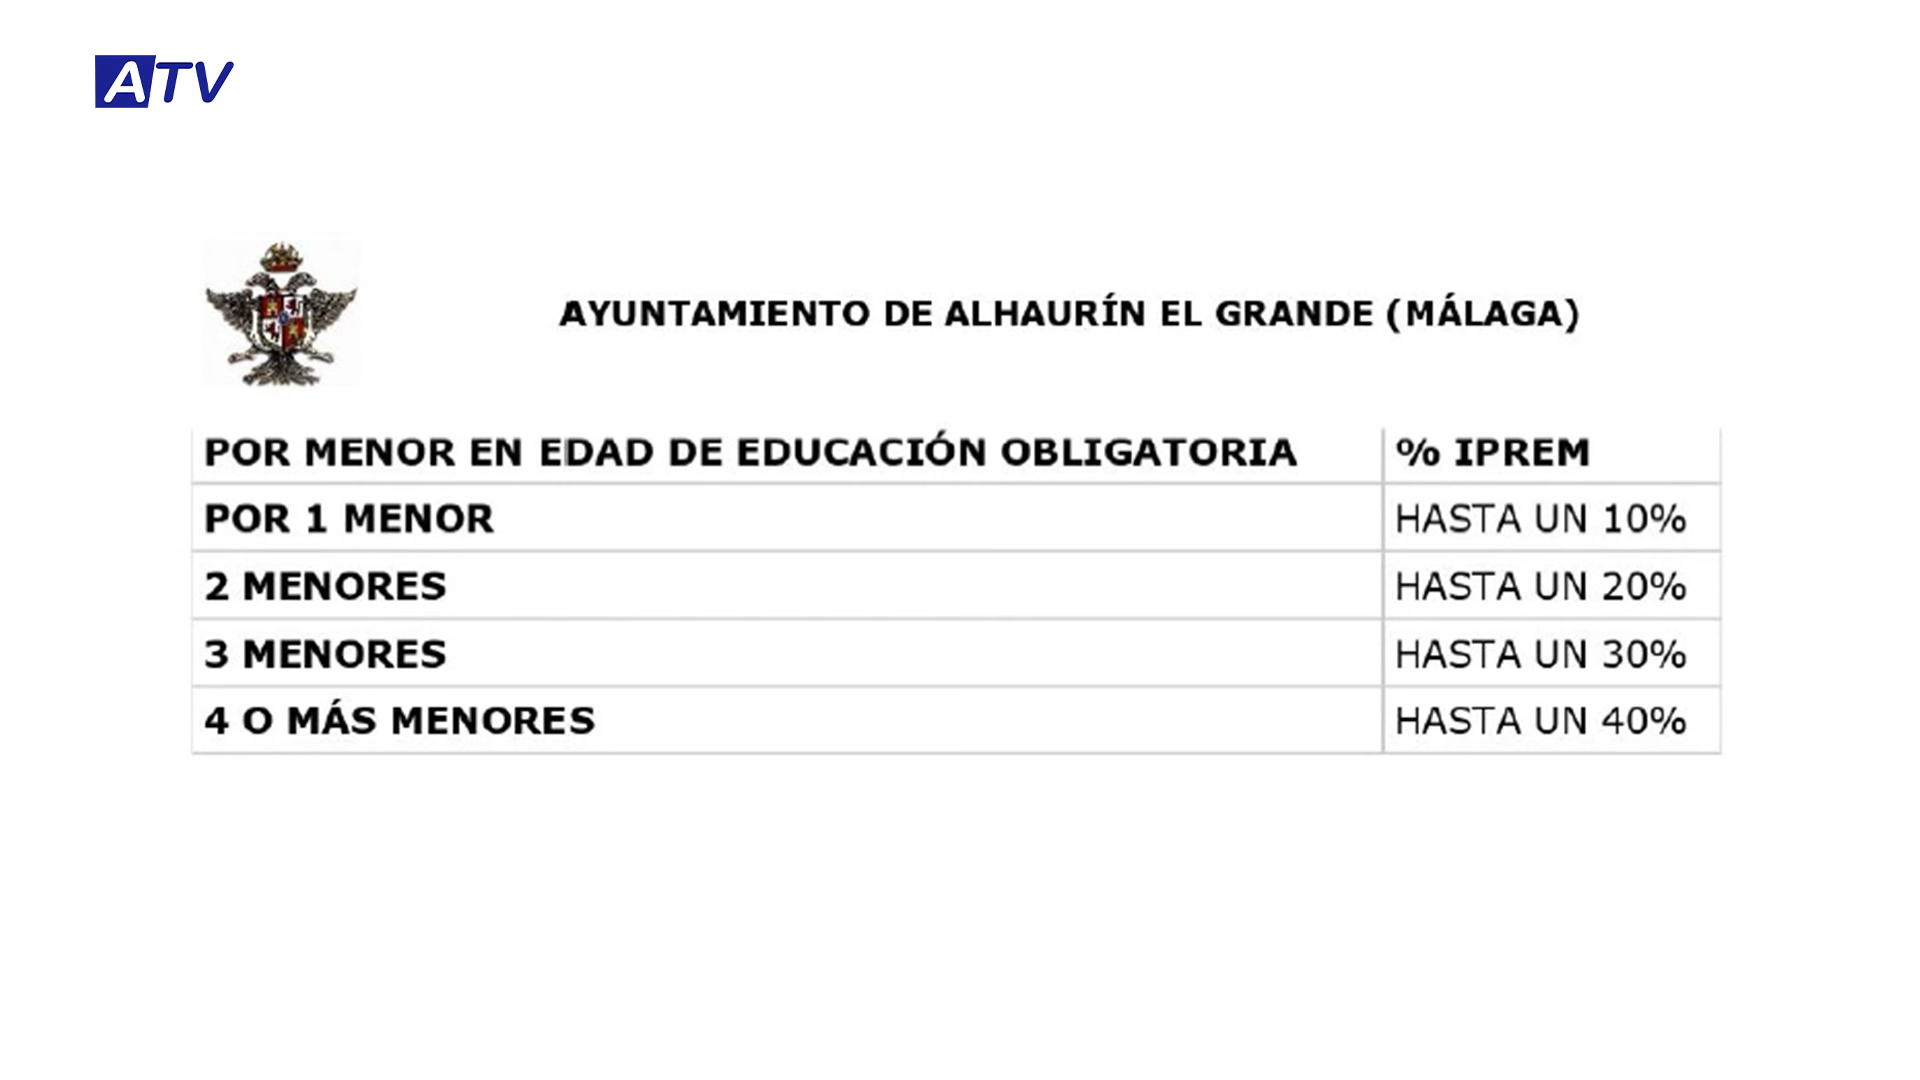 ATV
AYUNTAMIENTO DE ALHAURÍN EL GRANDE (MÁLAGA)
POR MENOR EN EDAD DE EDUCACIÓN OBLIGATORIA % IPREM
POR 1 MENOR HASTA UN 10%
2 MENORES HASTA UN 20%
3 MENORES HASTA UN 30%
4 O MÁS MENORES HASTA UN 40%